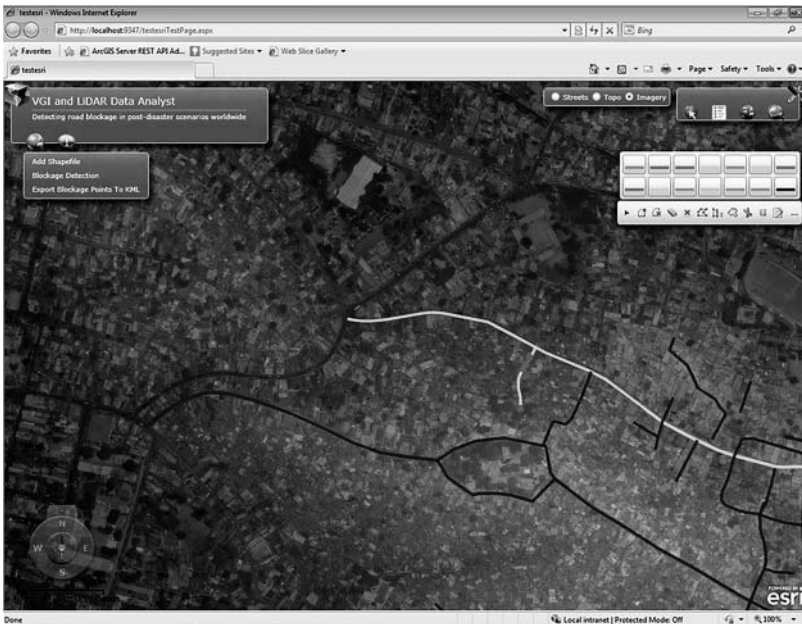 testesri - Windows Internet Explorer
http://localhost:9347/testesriTestPage.aspx
Bing
Favorites
ArcGIS Server REST API Ad...
Suggested Sites
Web Slice Gallery
testesri
Page
Safety
Tools
VGI and LiDAR Data Analyst
Detecting road blockage in post-disaster scenarios worldwide
Streets Topo Imagery
Add Shapefile
Blockage Detection
Export Blockage Points To KML
N
W E
S
POWERED BY
esri
Done
Local intranet | Protected Mode: Off
100%